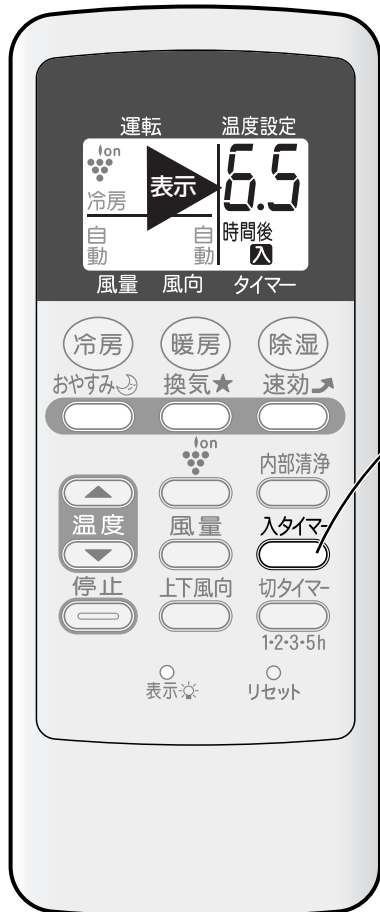 運転 温度設定
ion
冷房 表示 6.5
自動 自動 時間後
入
風量 風向 タイマー
冷房 暖房 除湿
おやすみ 換気★ 速効
ion
内部清浄
温度 風量 入タイマー
停止 上下風向 切タイマー
1・2・3・5h
表示 リセット